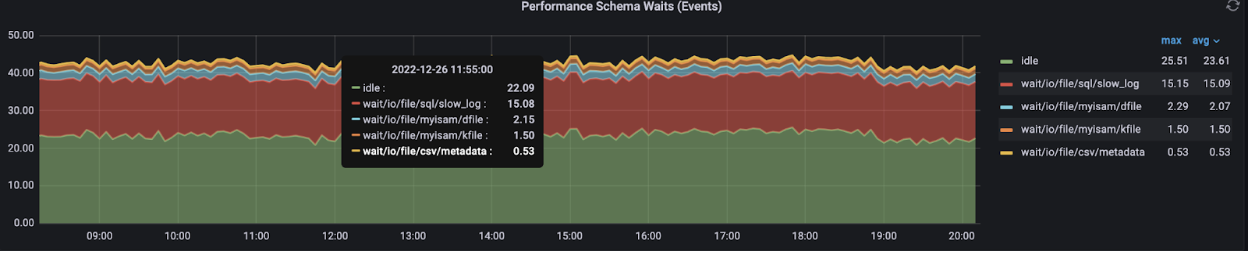 Performance Schema Waits (Events)
50.00
40.00
30.00
20.00
10.00
0.00
09:00 10:00 11:00 12:00 13:00 14:00 15:00 16:00 17:00 18:00 19:00 20:00
2022-12-26 11:55:00
idle : 22.09
wait/io/file/sql/slow_log : 15.08
wait/io/file/myisam/dfile : 2.15
wait/io/file/myisam/kfile : 1.50
wait/io/file/csv/metadata : 0.53
max avg
idle 25.51 23.61
wait/io/file/sql/slow_log 15.15 15.09
wait/io/file/myisam/dfile 2.29 2.07
wait/io/file/myisam/kfile 1.50 1.50
wait/io/file/csv/metadata 0.53 0.53